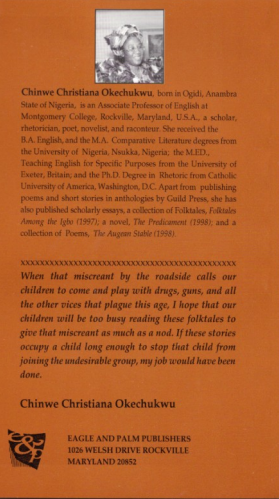 Chinwe Christiana Okechukwu, born in Ogidi, Anambra
State of Nigeria, is an Associate Professor of English at
Montgomery College, Rockville, Maryland, U.S.A., a scholar,
rhetorician, poet, novelist, and raconteur. She received the
B.A. English, and the M.A. Comparative Literature degrees from
the University of Nigeria, Nsukka, Nigeria; the M.ED.,
Teaching English for Specific Purposes from the University of
Exeter, Britain; and the Ph.D. Degree in Rhetoric from Catholic
University of America, Washington, D.C. Apart from publishing
poems and short stories in anthologies by Guild Press, she has
also published scholarly essays, a collection of Folktales, Folktales
Among the Igbo (1997); a novel, The Predicament (1998); and a
collection of Poems, The Augean Stable (1998).
xxxxxxxxxxxxxxxxxxxxxxxxxxxxxxxxxxxxxxxxxxxx
When that miscreant by the roadside calls our
children to come and play with drugs, guns, and all
the other vices that plague this age, I hope that our
children will be too busy reading these folktales to
give that miscreant as much as a nod. If these stories
occupy a child long enough to stop that child from
joining the undesirable group, my job would have been
done.
Chinwe Christiana Okechukwu
e&p
EAGLE AND PALM PUBLISHERS
1026 WELSH DRIVE ROCKVILLE
MARYLAND 20852